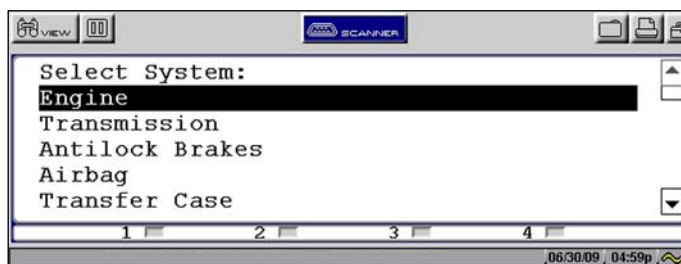 VIEW SCANNER
Select System:
Engine
Transmission
Antilock Brakes
Airbag
Transfer Case
1 2 3 4
06/30/09 04:59p